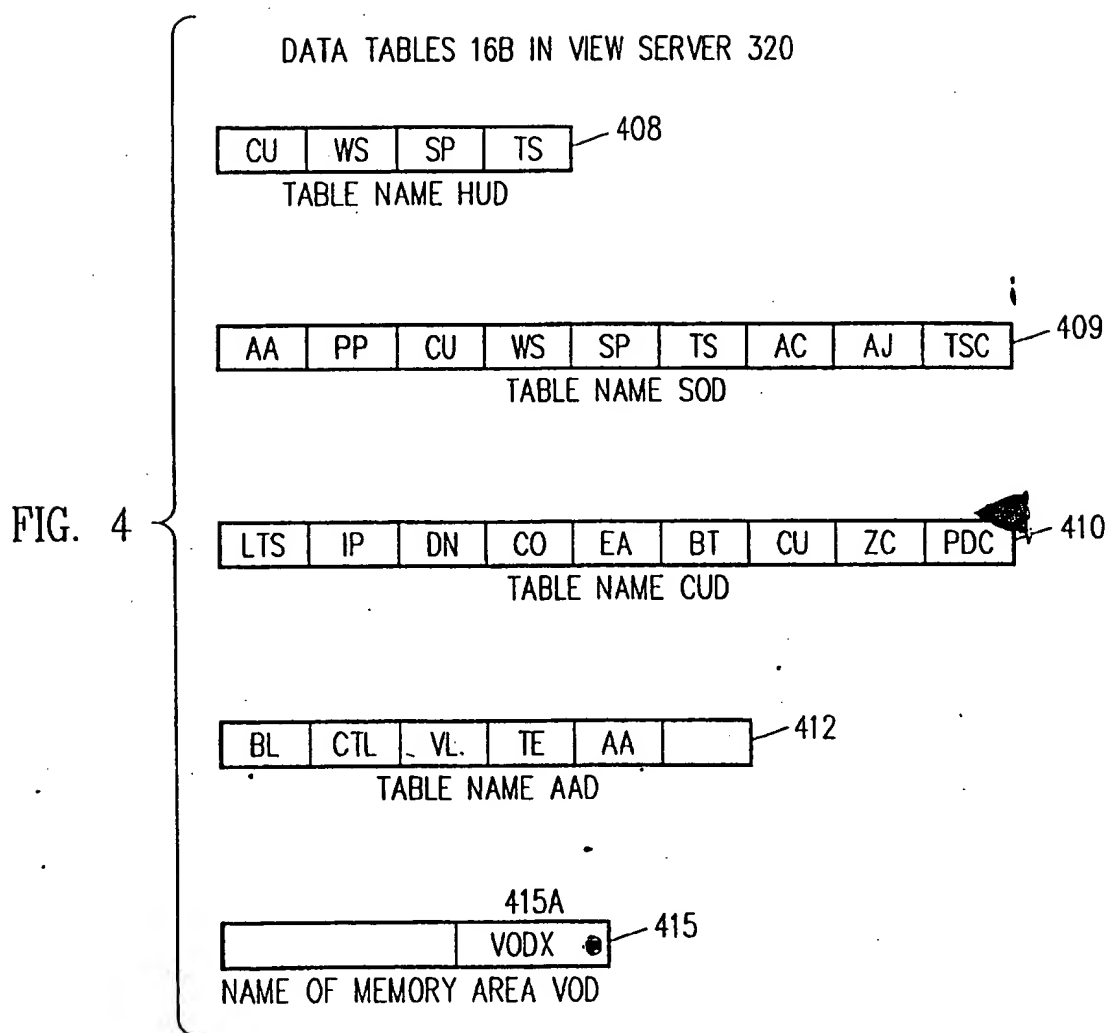 DATA TABLES 16B IN VIEW SERVER 320
CU WS SP TS 408
TABLE NAME HUD
AA PP CU WS SP TS AC AJ TSC 409
TABLE NAME SOD
FIG. 4
LTS IP DN CO EA BT CU ZC PDC 410
TABLE NAME CUD
BL CTL VL. TE AA 412
TABLE NAME AAD
415A
VODX 415
NAME OF MEMORY AREA VOD